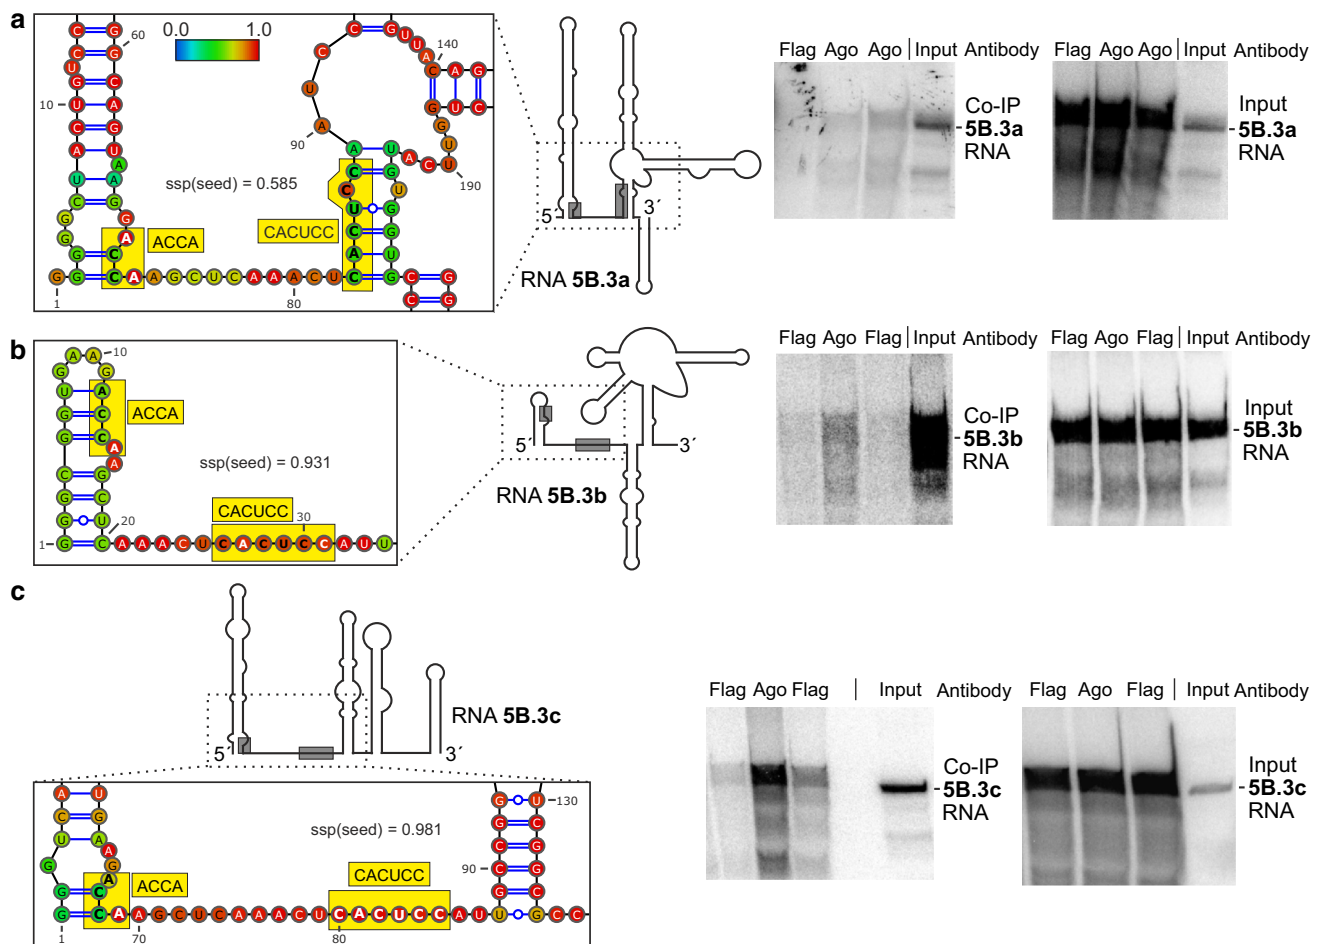 a
0.0 1.0
60
10
90
140
190
80
1
ssp(seed) = 0.585
ACCA
CACUCC
G G C C A A G C U C A A A C U C G C G
5´ 3´
RNA 5B.3a
Flag Ago Ago | Input Antibody
Co-IP
-5B.3a
RNA
Flag Ago Ago | Input Antibody
Input
-5B.3a
RNA
b
10
ACCA
ssp(seed) = 0.931
CACUCC
20
30
1
G C A A A C U C A C U C C A U U
5´ 3´
RNA 5B.3b
Flag Ago Flag | Input Antibody
Co-IP
-5B.3b
RNA
Flag Ago Flag | Input Antibody
Input
-5B.3b
RNA
c
5´ 3´
RNA 5B.3c
130
ssp(seed) = 0.981
90
ACCA
CACUCC
G C A A G C U C A A A C U C A C U C C A U U G C C
1 70 80
Flag Ago Flag | Input Antibody
Co-IP
-5B.3c
RNA
Flag Ago Flag | Input Antibody
Input
-5B.3c
RNA